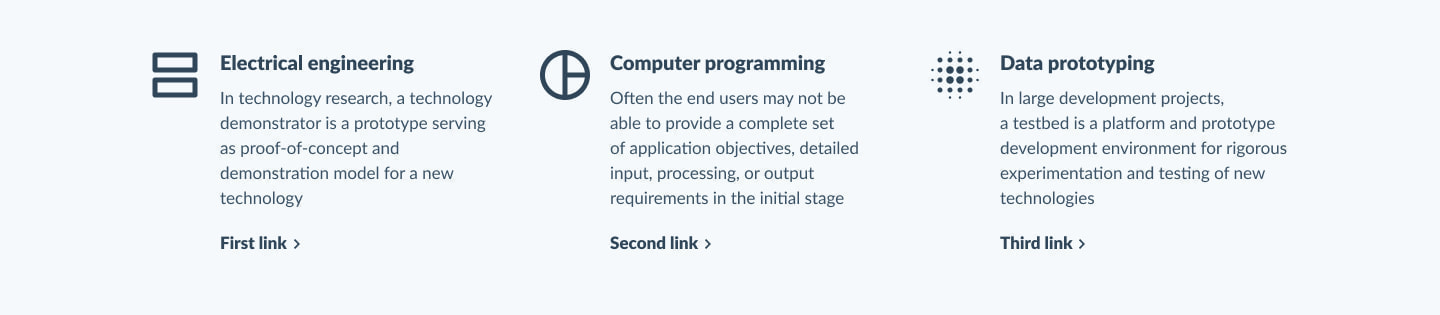 Electrical engineering
In technology research, a technology
demonstrator is a prototype serving
as proof-of-concept and
demonstration model for a new
technology
First link
Computer programming
Often the end users may not be
able to provide a complete set
of application objectives, detailed
input, processing, or output
requirements in the initial stage
Second link
Data prototyping
In large development projects,
a testbed is a platform and prototype
development environment for rigorous
experimentation and testing of new
technologies
Third link